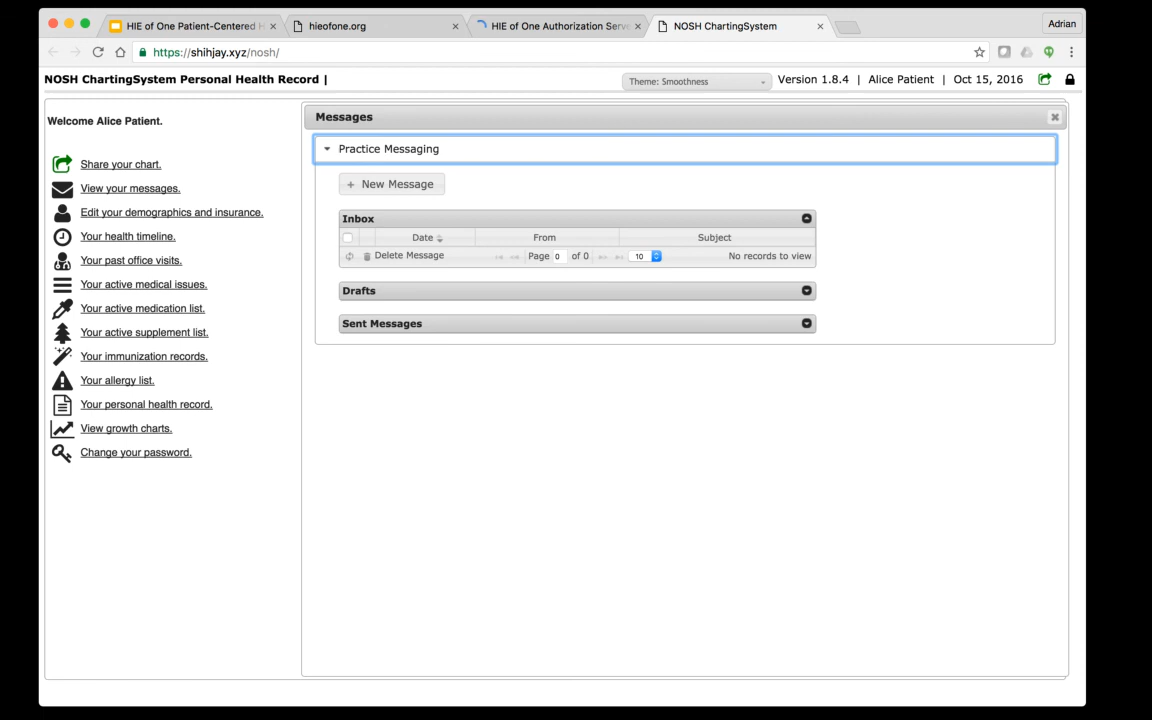 HIE of One Patient-Centered H
hieofone.org
HIE of One Authorization Serve
NOSH ChartingSystem
Adrian
https://shihjay.xyz/nosh/
NOSH ChartingSystem Personal Health Record |
Theme: Smoothness
Version 1.8.4 | Alice Patient | Oct 15, 2016
Welcome Alice Patient.
Share your chart.
View your messages.
Edit your demographics and insurance.
Your health timeline.
Your past office visits.
Your active medical issues.
Your active medication list.
Your active supplement list.
Your immunization records.
Your allergy list.
Your personal health record.
View growth charts.
Change your password.
Messages
Practice Messaging
+ New Message
Inbox
Date From Subject
Delete Message Page 0 of 0 10 No records to view
Drafts
Sent Messages